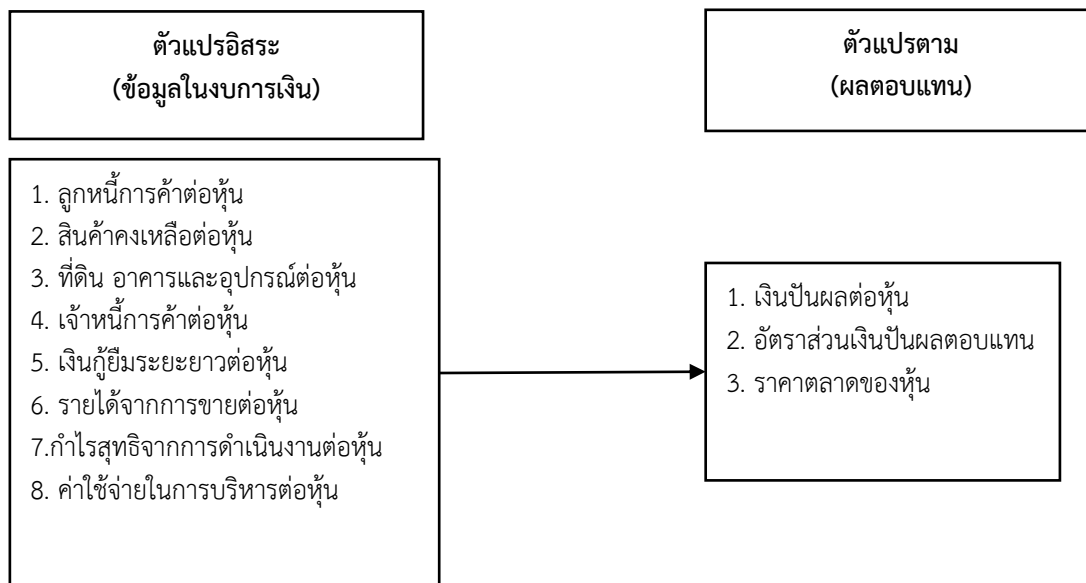 ตัวแปรอิสระ
(ข้อมูลในงบการเงิน)
ตัวแปรตาม
(ผลตอบแทน)
1. ลูกหนี้การค้าต่อหุ้น
2. สินค้าคงเหลือต่อหุ้น
3. ที่ดิน อาคารและอุปกรณ์ต่อหุ้น
4. เจ้าหนี้การค้าต่อหุ้น
5. เงินกู้ยืมระยะยาวต่อหุ้น
6. รายได้จากการขายต่อหุ้น
7.กำไรสุทธิจากการดำเนินงานต่อหุ้น
8. ค่าใช้จ่ายในการบริหารต่อหุ้น
1. เงินปันผลต่อหุ้น
2. อัตราส่วนเงินปันผลตอบแทน
3. ราคาตลาดของหุ้น